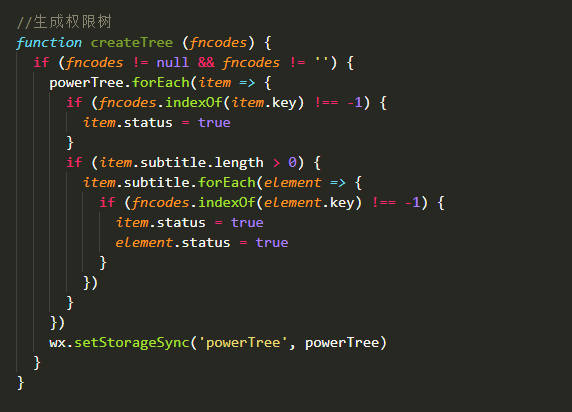 //生成权限树
function createTree (fncodes) {
if (fncodes != null && fncodes != '') {
powerTree.forEach(item => {
if (fncodes.indexOf(item.key) !== -1) {
item.status = true
}
if (item.subtitle.length > 0) {
item.subtitle.forEach(element => {
if (fncodes.indexOf(element.key) !== -1) {
item.status = true
element.status = true
}
})
}
})
wx.setStorageSync('powerTree', powerTree)
}
}